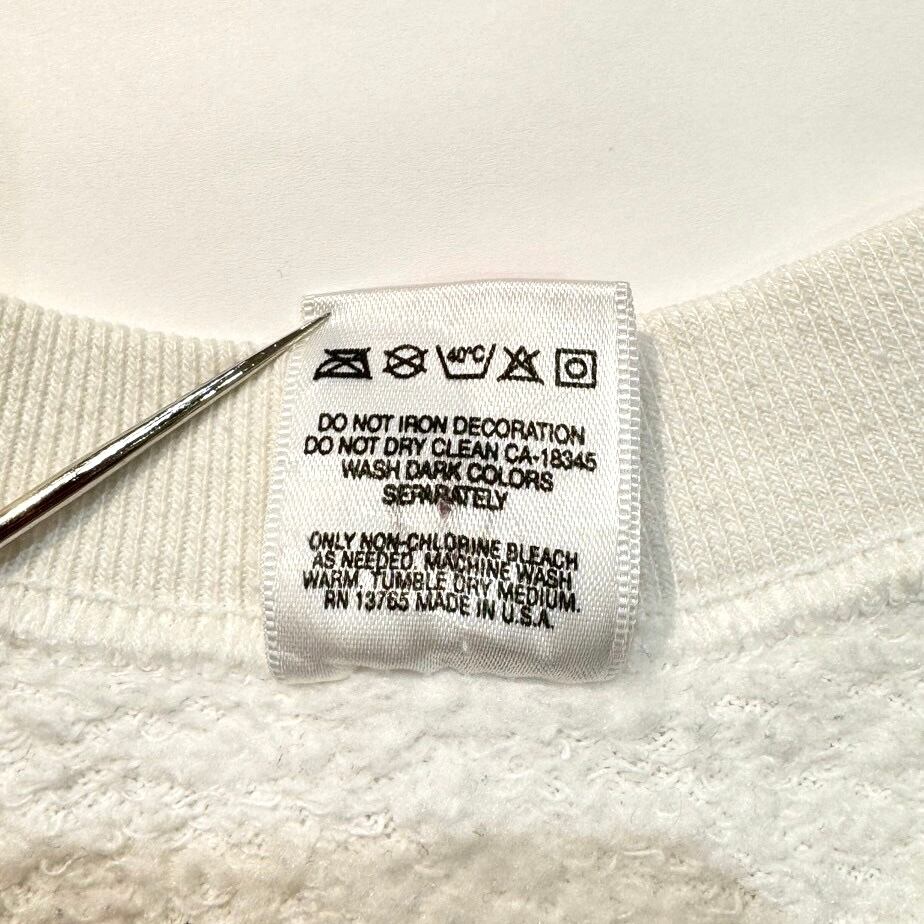 40°C
DO NOT IRON DECORATION
DO NOT DRY CLEAN CA-18345
WASH DARK COLORS
SEPARATELY
ONLY NON-CHLORINE BLEACH
AS NEEDED. MACHINE WASH
WARM. TUMBLE DRY MEDIUM.
RN 13765 MADE IN U.S.A.